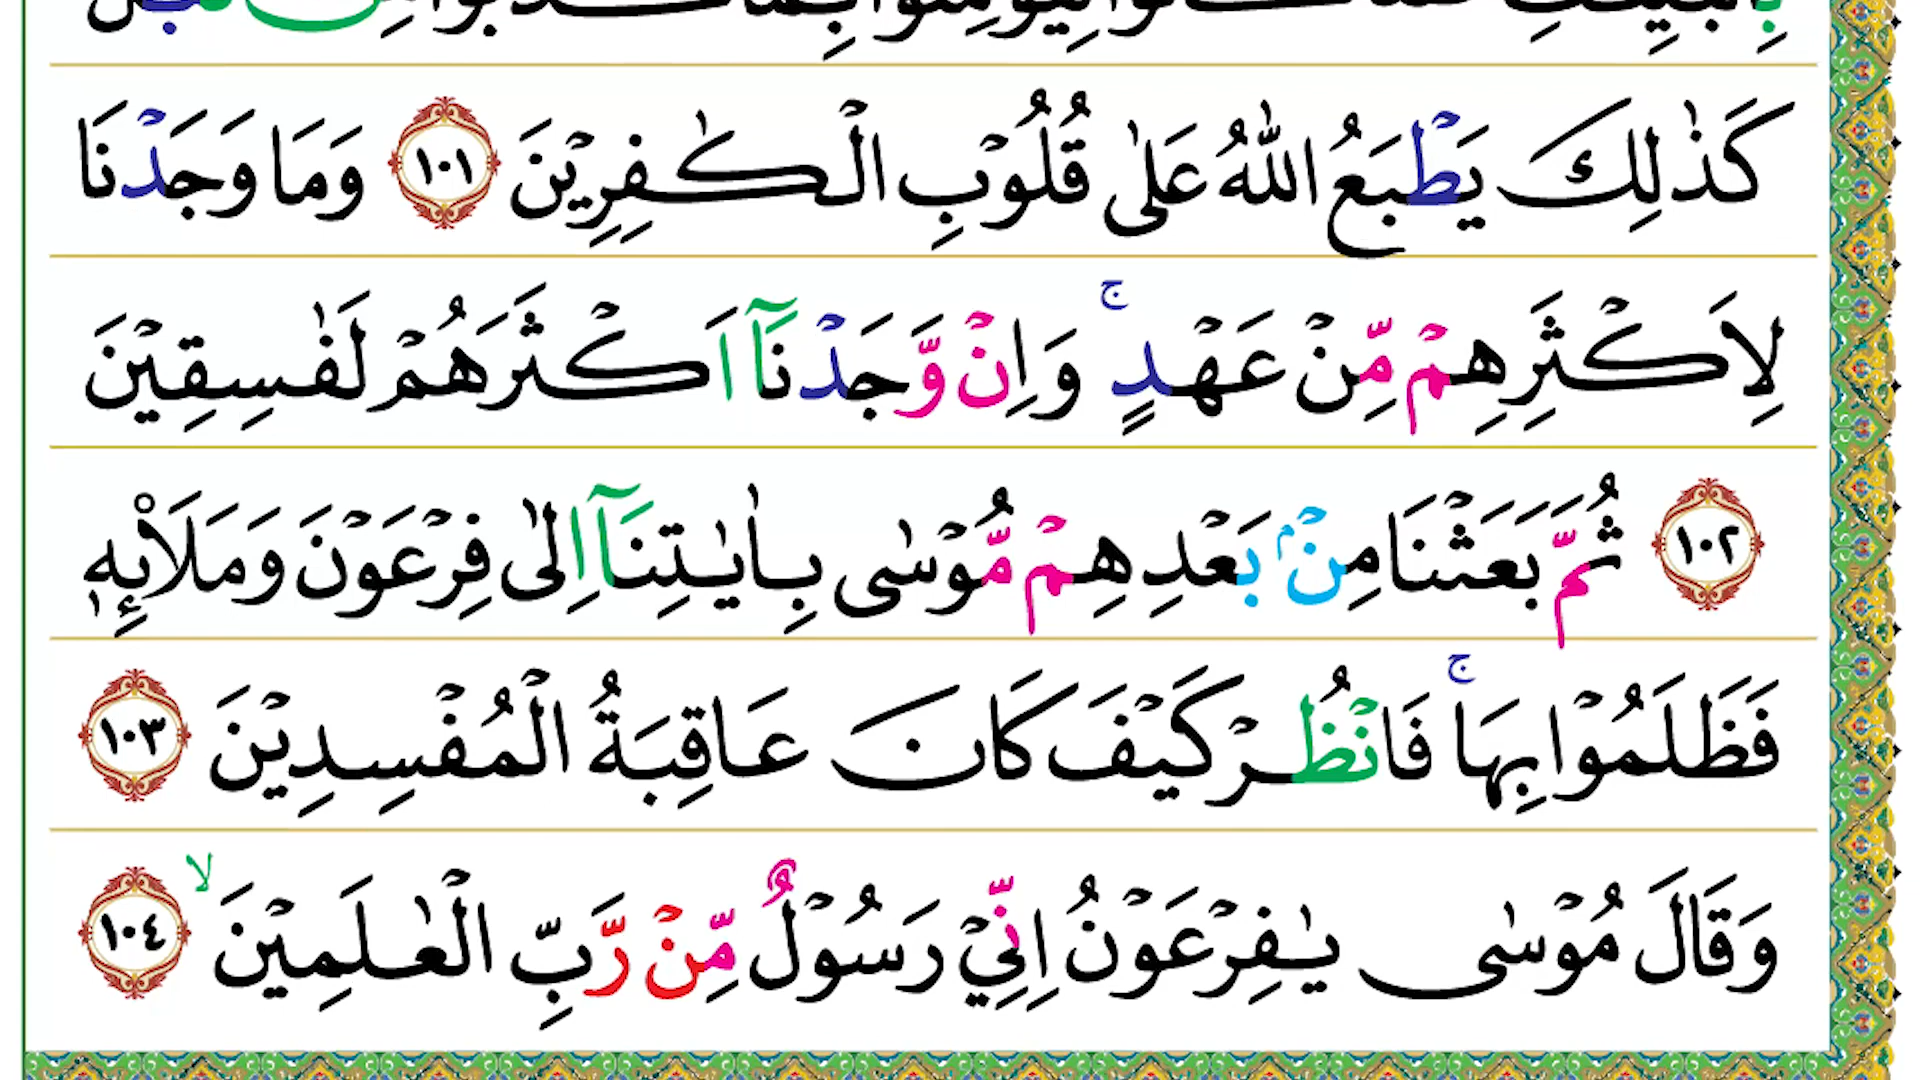 كَذٰلِكَ يَطْبَعُ اللّٰهُ عَلٰى قُلُوْبِ الْكٰفِرِيْنَ ١٠١ وَمَا وَجَدْنَا
لِاَكْثَرِهِمْ مِّنْ عَهْدٍ ۚ وَاِنْ وَّجَدْنَاۤ اَكْثَرَهُمْ لَفٰسِقِيْنَ
١٠٢ ثُمَّ بَعَثْنَا مِنْۢ بَعْدِهِمْ مُّوْسٰى بِاٰيٰتِنَاۤ اِلٰى فِرْعَوْنَ وَمَلَا۟ئِهٖ
فَظَلَمُوْا بِهَا ۚ فَانْظُرْ كَيْفَ كَانَ عَاقِبَةُ الْمُفْسِدِيْنَ ١٠٣
وَقَالَ مُوْسٰى يٰفِرْعَوْنُ اِنِّيْ رَسُوْلٌ مِّنْ رَّبِّ الْعٰلَمِيْنَ ۙ ١٠٤